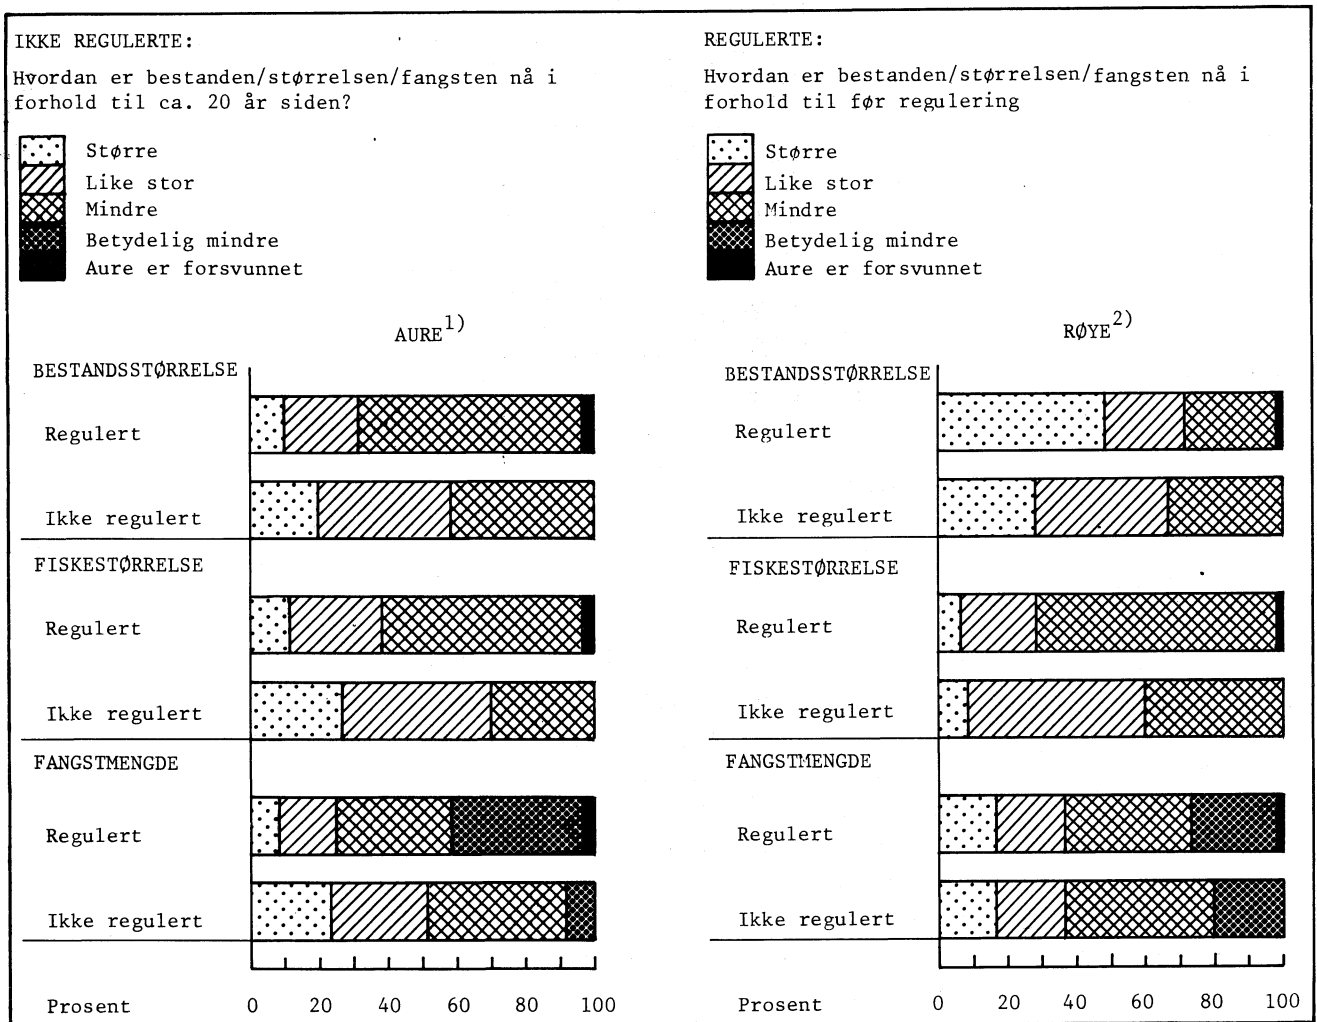 IKKE REGULERTE:
Hvordan er bestanden/størrelsen/fangsten nå i
forhold til ca. 20 år siden?
Større
Like stor
Mindre
Betydelig mindre
Aure er forsvunnet
REGULERTE:
Hvordan er bestanden/størrelsen/fangsten nå i
forhold til før regulering
Større
Like stor
Mindre
Betydelig mindre
Aure er forsvunnet
AURE1)
BESTANDSSTØRRELSE
Regulert
Ikke regulert
FISKESTØRRELSE
Regulert
Ikke regulert
FANGSTMENGDE
Regulert
Ikke regulert
Prosent 0 20 40 60 80 100
RØYE2)
BESTANDSSTØRRELSE
Regulert
Ikke regulert
FISKESTØRRELSE
Regulert
Ikke regulert
FANGSTMENGDE
Regulert
Ikke regulert
Prosent 0 20 40 60 80 100